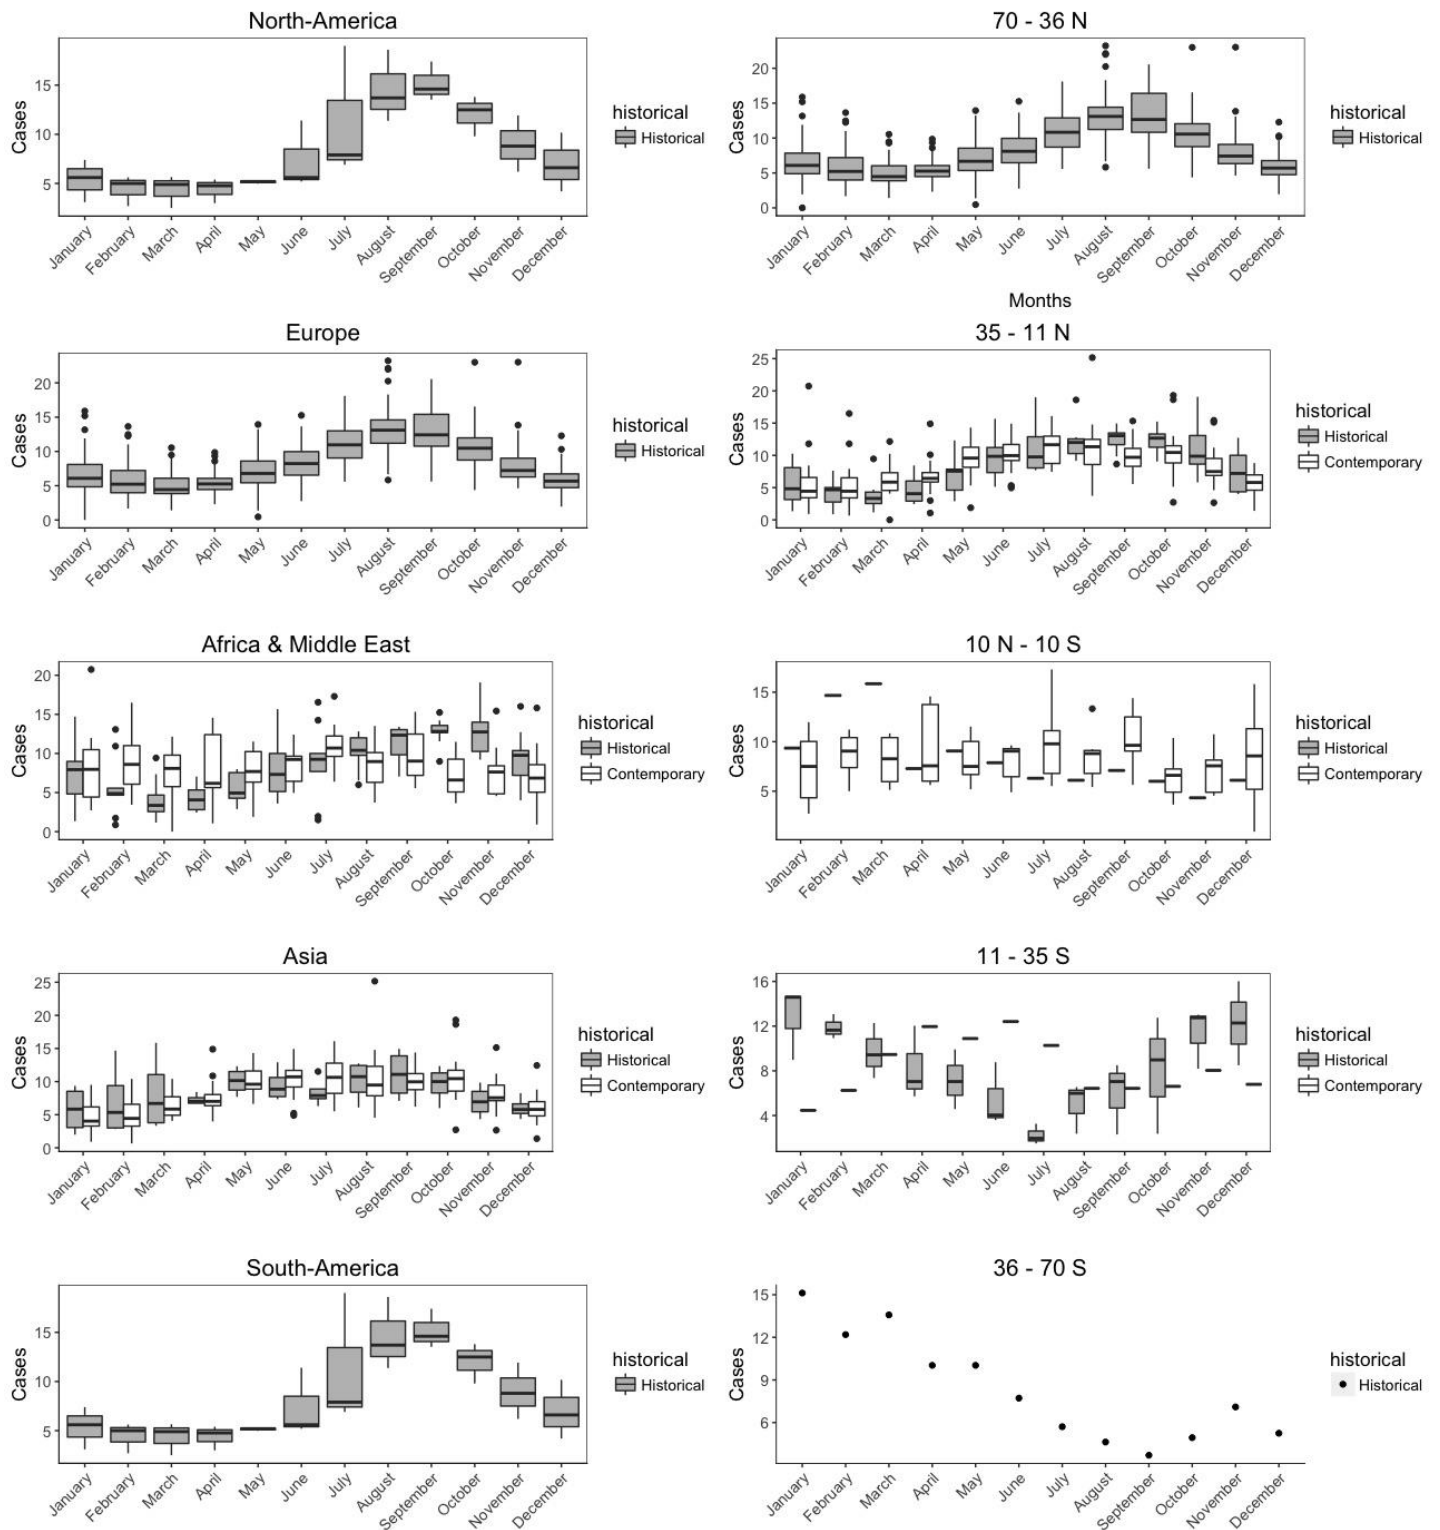 North-America
Cases
15
10
5
January
February
March
April
May
June
July
August
September
October
November
December
historical
Historical
70 - 36 N
Cases
20
15
10
5
0
January
February
March
April
May
June
July
August
September
October
November
December
Months
historical
Historical
Europe
Cases
20
15
10
5
0
January
February
March
April
May
June
July
August
September
October
November
December
historical
Historical
35 - 11 N
Cases
25
20
15
10
5
0
January
February
March
April
May
June
July
August
September
October
November
December
historical
Historical
Contemporary
Africa & Middle East
Cases
20
15
10
5
0
January
February
March
April
May
June
July
August
September
October
November
December
historical
Historical
Contemporary
10 N - 10 S
Cases
15
10
5
January
February
March
April
May
June
July
August
September
October
November
December
historical
Historical
Contemporary
Asia
Cases
25
20
15
10
5
0
January
February
March
April
May
June
July
August
September
October
November
December
historical
Historical
Contemporary
11 - 35 S
Cases
16
12
8
4
January
February
March
April
May
June
July
August
September
October
November
December
historical
Historical
Contemporary
South-America
Cases
15
10
5
January
February
March
April
May
June
July
August
September
October
November
December
historical
Historical
36 - 70 S
Cases
15
12
9
6
January
February
March
April
May
June
July
August
September
October
November
December
historical
Historical